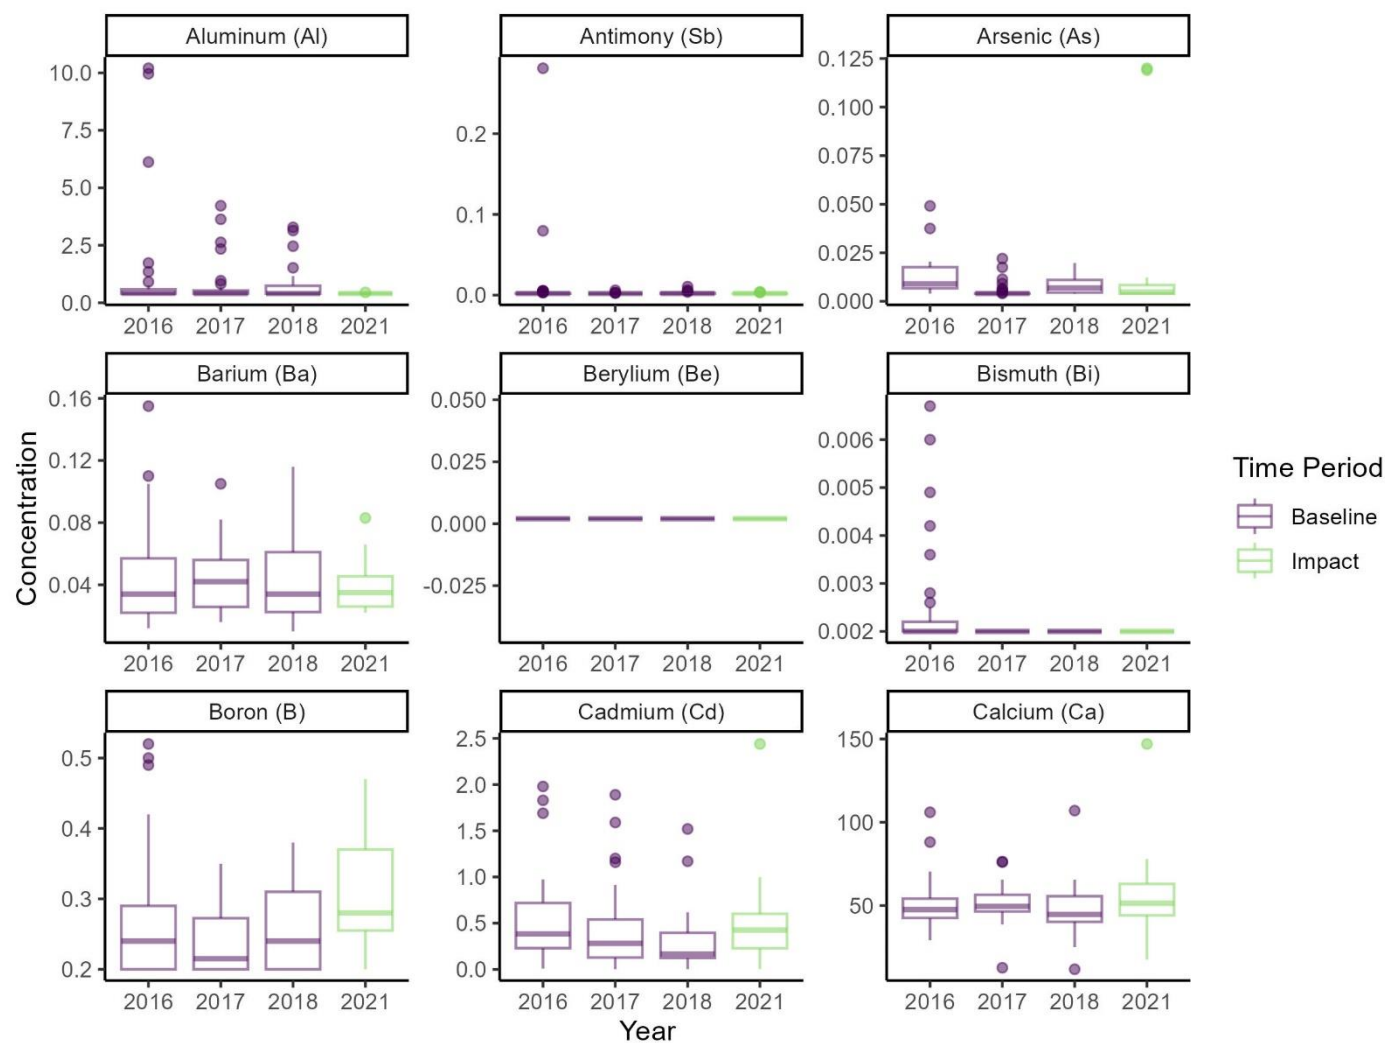 Aluminum (Al)
Antimony (Sb)
Arsenic (As)
10.0
7.5
5.0
2.5
0.0
0.2
0.1
0.0
0.125
0.100
0.075
0.050
0.025
0.000
2016 2017 2018 2021
2016 2017 2018 2021
2016 2017 2018 2021
Barium (Ba)
Berylium (Be)
Bismuth (Bi)
0.16
0.12
0.08
0.04
0.050
0.025
0.000
-0.025
0.006
0.005
0.004
0.003
0.002
2016 2017 2018 2021
2016 2017 2018 2021
2016 2017 2018 2021
Boron (B)
Cadmium (Cd)
Calcium (Ca)
0.5
0.4
0.3
0.2
2.5
2.0
1.5
1.0
0.5
0.0
150
100
50
2016 2017 2018 2021
2016 2017 2018 2021
2016 2017 2018 2021
Concentration
Year
Time Period
Baseline
Impact